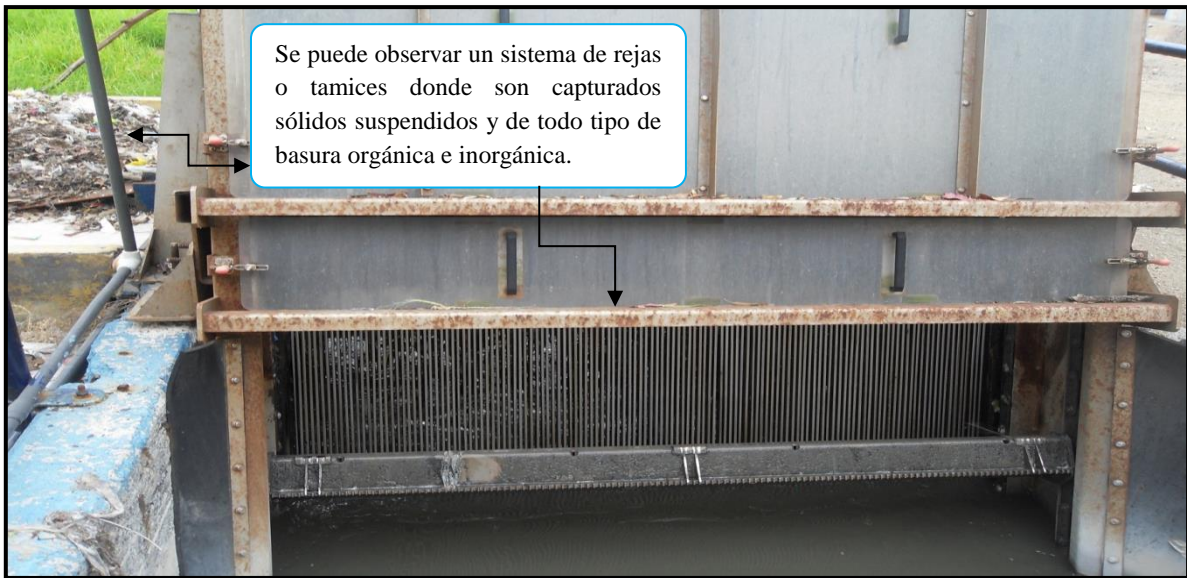 Se puede observar un sistema de rejas
o tamices donde son capturados
sólidos suspendidos y de todo tipo de
basura orgánica e inorgánica.